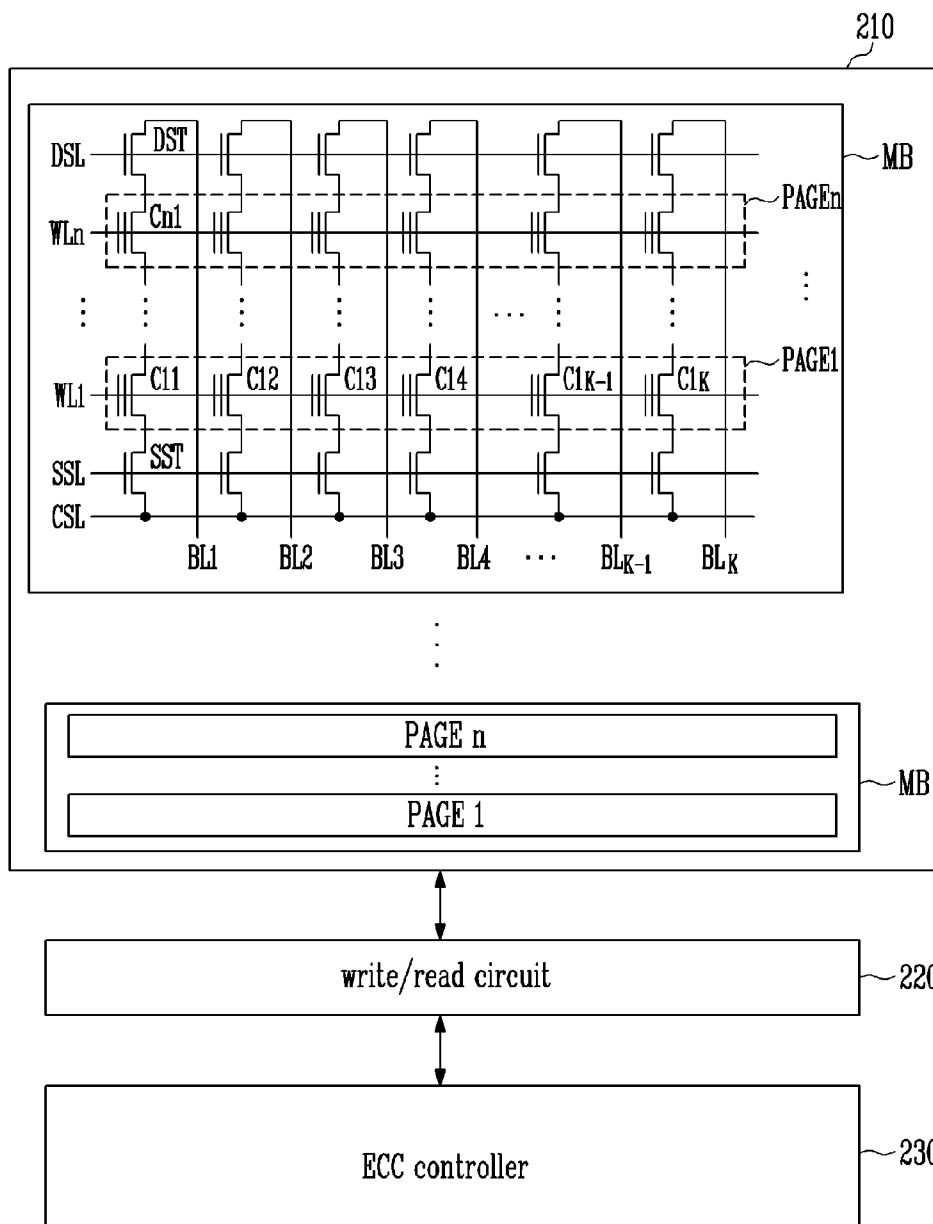 210
DSL
DST
MB
PAGEn
WLn
Cn1
PAGE1
WL1
C11 C12 C13 C14 C1K-1 C1K
SSL
SST
CSL
BL1 BL2 BL3 BL4 ··· BLK-1 BLK
PAGE n
PAGE 1
MB
write/read circuit
220
ECC controller
230